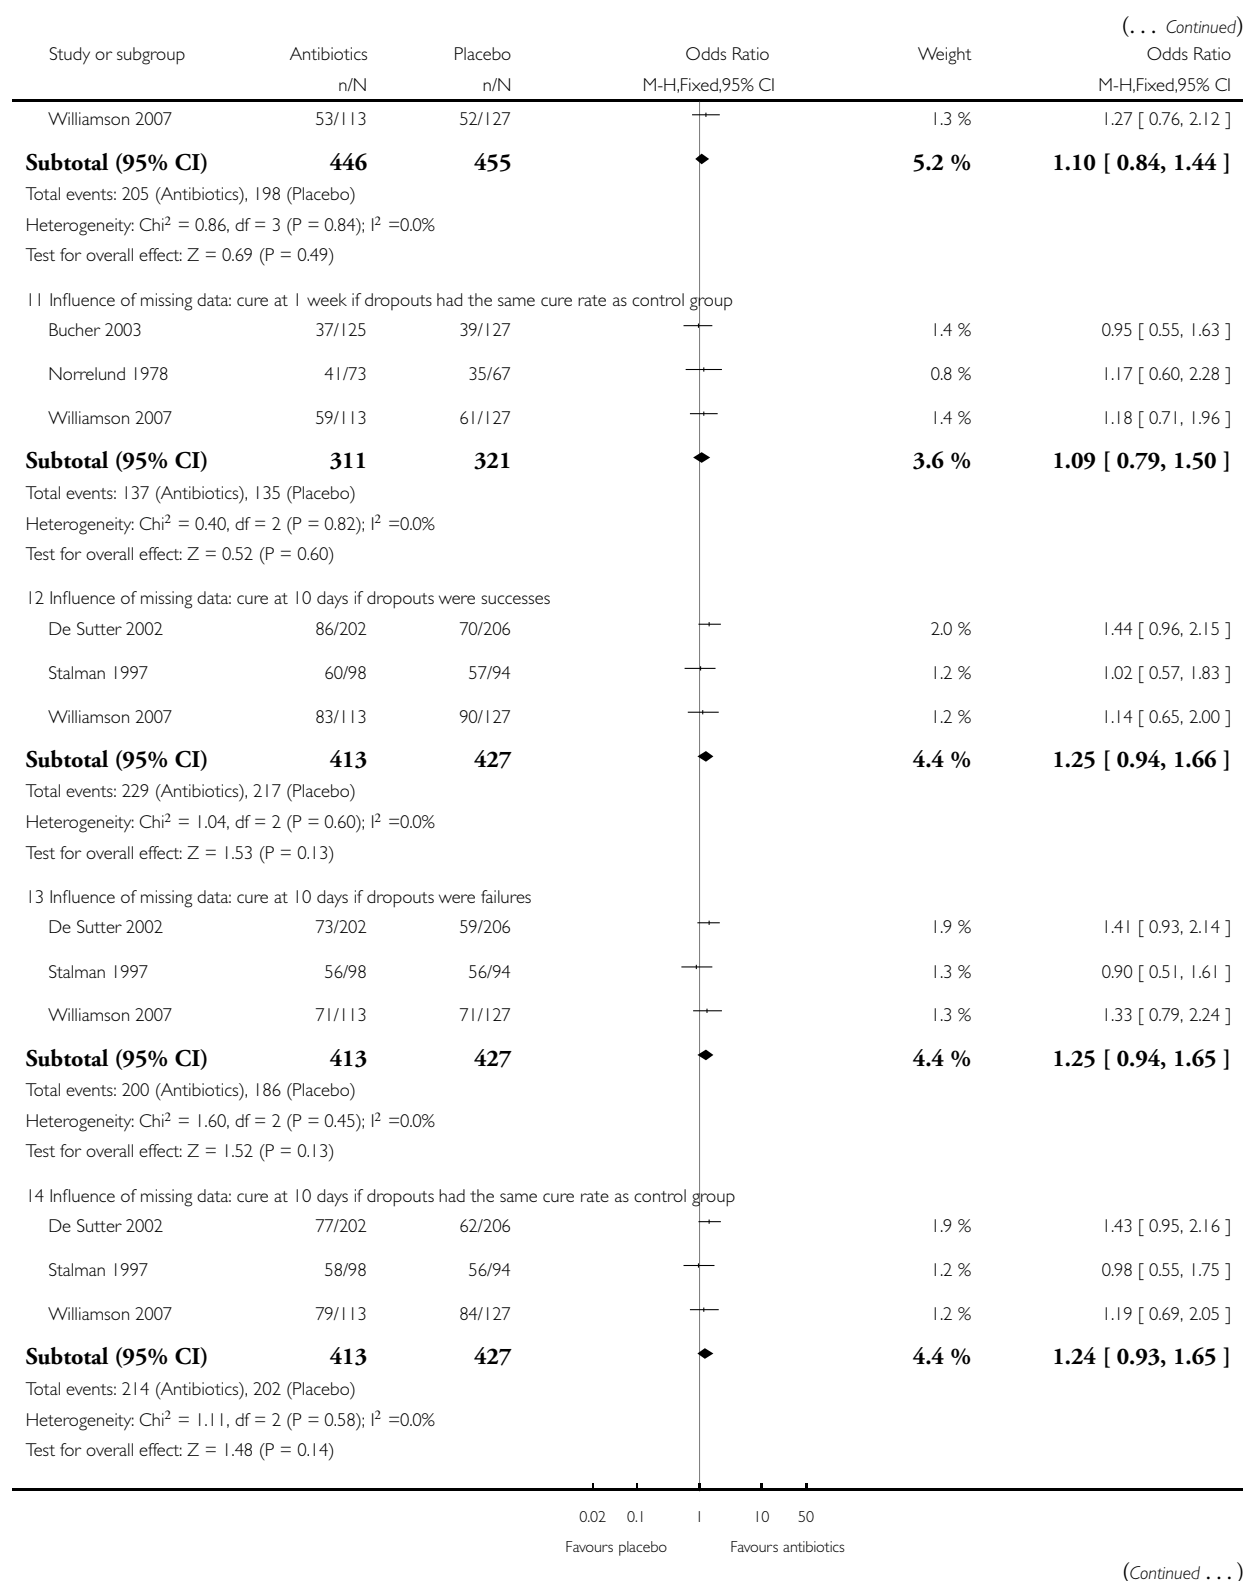 (. . . Continued)
Study or subgroup Antibiotics Placebo Odds Ratio Weight Odds Ratio
n/N n/N M-H,Fixed,95% CI M-H,Fixed,95% CI
Williamson 2007 53/113 52/127 1.3 % 1.27 [ 0.76, 2.12 ]
Subtotal (95% CI) 446 455 5.2 % 1.10 [ 0.84, 1.44 ]
Total events: 205 (Antibiotics), 198 (Placebo)
Heterogeneity: Chi² = 0.86, df = 3 (P = 0.84); I² =0.0%
Test for overall effect: Z = 0.69 (P = 0.49)
11 Influence of missing data: cure at 1 week if dropouts had the same cure rate as control group
Bucher 2003 37/125 39/127 1.4 % 0.95 [ 0.55, 1.63 ]
Norrelund 1978 41/73 35/67 0.8 % 1.17 [ 0.60, 2.28 ]
Williamson 2007 59/113 61/127 1.4 % 1.18 [ 0.71, 1.96 ]
Subtotal (95% CI) 311 321 3.6 % 1.09 [ 0.79, 1.50 ]
Total events: 137 (Antibiotics), 135 (Placebo)
Heterogeneity: Chi² = 0.40, df = 2 (P = 0.82); I² =0.0%
Test for overall effect: Z = 0.52 (P = 0.60)
12 Influence of missing data: cure at 10 days if dropouts were successes
De Sutter 2002 86/202 70/206 2.0 % 1.44 [ 0.96, 2.15 ]
Stalman 1997 60/98 57/94 1.2 % 1.02 [ 0.57, 1.83 ]
Williamson 2007 83/113 90/127 1.2 % 1.14 [ 0.65, 2.00 ]
Subtotal (95% CI) 413 427 4.4 % 1.25 [ 0.94, 1.66 ]
Total events: 229 (Antibiotics), 217 (Placebo)
Heterogeneity: Chi² = 1.04, df = 2 (P = 0.60); I² =0.0%
Test for overall effect: Z = 1.53 (P = 0.13)
13 Influence of missing data: cure at 10 days if dropouts were failures
De Sutter 2002 73/202 59/206 1.9 % 1.41 [ 0.93, 2.14 ]
Stalman 1997 56/98 56/94 1.3 % 0.90 [ 0.51, 1.61 ]
Williamson 2007 71/113 71/127 1.3 % 1.33 [ 0.79, 2.24 ]
Subtotal (95% CI) 413 427 4.4 % 1.25 [ 0.94, 1.65 ]
Total events: 200 (Antibiotics), 186 (Placebo)
Heterogeneity: Chi² = 1.60, df = 2 (P = 0.45); I² =0.0%
Test for overall effect: Z = 1.52 (P = 0.13)
14 Influence of missing data: cure at 10 days if dropouts had the same cure rate as control group
De Sutter 2002 77/202 62/206 1.9 % 1.43 [ 0.95, 2.16 ]
Stalman 1997 58/98 56/94 1.2 % 0.98 [ 0.55, 1.75 ]
Williamson 2007 79/113 84/127 1.2 % 1.19 [ 0.69, 2.05 ]
Subtotal (95% CI) 413 427 4.4 % 1.24 [ 0.93, 1.65 ]
Total events: 214 (Antibiotics), 202 (Placebo)
Heterogeneity: Chi² = 1.11, df = 2 (P = 0.58); I² =0.0%
Test for overall effect: Z = 1.48 (P = 0.14)
0.02 0.1 1 10 50
Favours placebo Favours antibiotics
(Continued . . . )